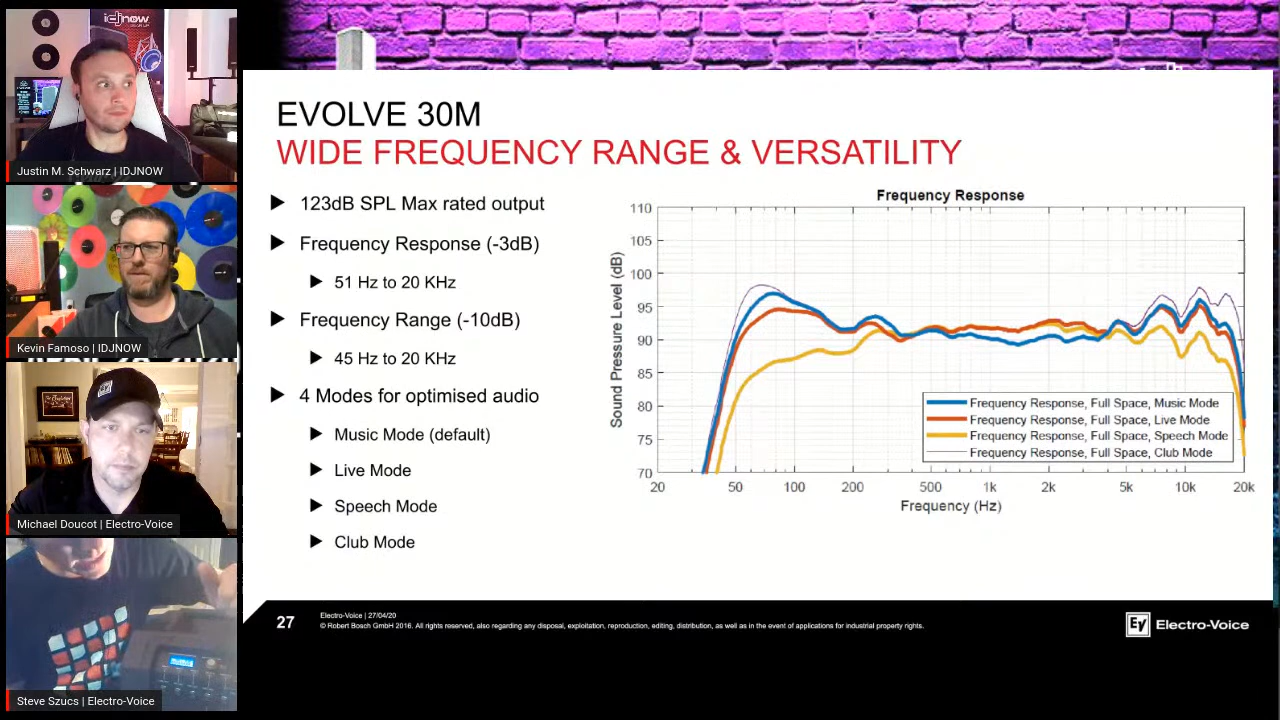 idjnow
Justin M. Schwarz | IDJNOW
Kevin Famoso | IDJNOW
Michael Doucot | Electro-Voice
Steve Szucs | Electro-Voice
EVOLVE 30M
WIDE FREQUENCY RANGE & VERSATILITY
123dB SPL Max rated output
Frequency Response (-3dB)
51 Hz to 20 KHz
Frequency Range (-10dB)
45 Hz to 20 KHz
4 Modes for optimised audio
Music Mode (default)
Live Mode
Speech Mode
Club Mode
Frequency Response
Sound Pressure Level (dB)
110
105
100
95
90
85
80
75
70
20 50 100 200 500 1k 2k 5k 10k 20k
Frequency (Hz)
Frequency Response, Full Space, Music Mode
Frequency Response, Full Space, Live Mode
Frequency Response, Full Space, Speech Mode
Frequency Response, Full Space, Club Mode
27
Electro-Voice | 27/04/20
© Robert Bosch GmbH 2016. All rights reserved, also regarding any disposal, exploitation, reproduction, editing, distribution, as well as in the event of applications for industrial property rights.
EV Electro-Voice